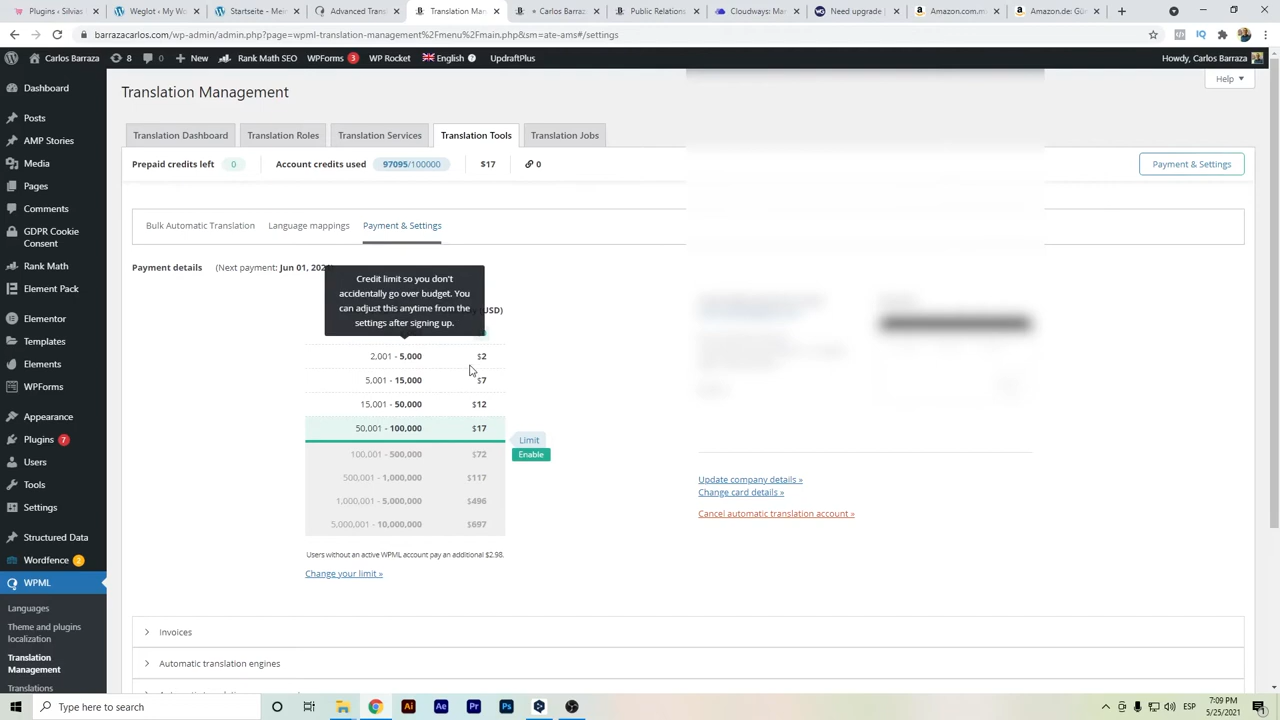 Plugins ‹ Silvias
Weglot ‹ Mein W
Startseite – Mein
Advanced Trans
Translation Man
• Carlos Barraza
Public Relations
Cloudways: Mar
Need upgrade
Amazon.com.m
Amazon.de: Gü
barrazacarlos.com/wp-admin/admin.php?page=wpml-translation-management%2Fmenu%2Fmain.php&sm=ate-ams#/settings
Carlos Barraza
8
0
New
Rank Math SEO
WPForms 3
WP Rocket
English
UpdraftPlus
Howdy, Carlos Barraza
Help
Translation Management
Translation Dashboard
Translation Roles
Translation Services
Translation Tools
Translation Jobs
Prepaid credits left 0
Account credits used 97095/100000
$17
0
Payment & Settings
Bulk Automatic Translation
Language mappings
Payment & Settings
Payment details
(Next payment: Jun 01, 202
Credit limit so you don't
accidentally go over budget. You
can adjust this anytime from the
settings after signing up.
(USD)
2,001 - 5,000 $2
5,001 - 15,000 $7
15,001 - 50,000 $12
50,001 - 100,000 $17
Limit
Enable
100,001 - 500,000 $72
500,001 - 1,000,000 $117
1,000,001 - 5,000,000 $496
5,000,001 - 10,000,000 $697
Users without an active WPML account pay an additional $2.98.
Change your limit »
Update company details »
Change card details »
Cancel automatic translation account »
Invoices
Automatic translation engines
Dashboard
Posts
AMP Stories
Media
Pages
Comments
GDPR Cookie
Consent
Rank Math
Element Pack
Elementor
Templates
Elements
WPForms
Appearance
Plugins 7
Users
Tools
Settings
Structured Data
Wordfence 2
WPML
Languages
Theme and plugins
localization
Translation
Management
Translations
Type here to search
Ai
Ae
Pr
Ps
ESP
7:09 PM
5/25/2021